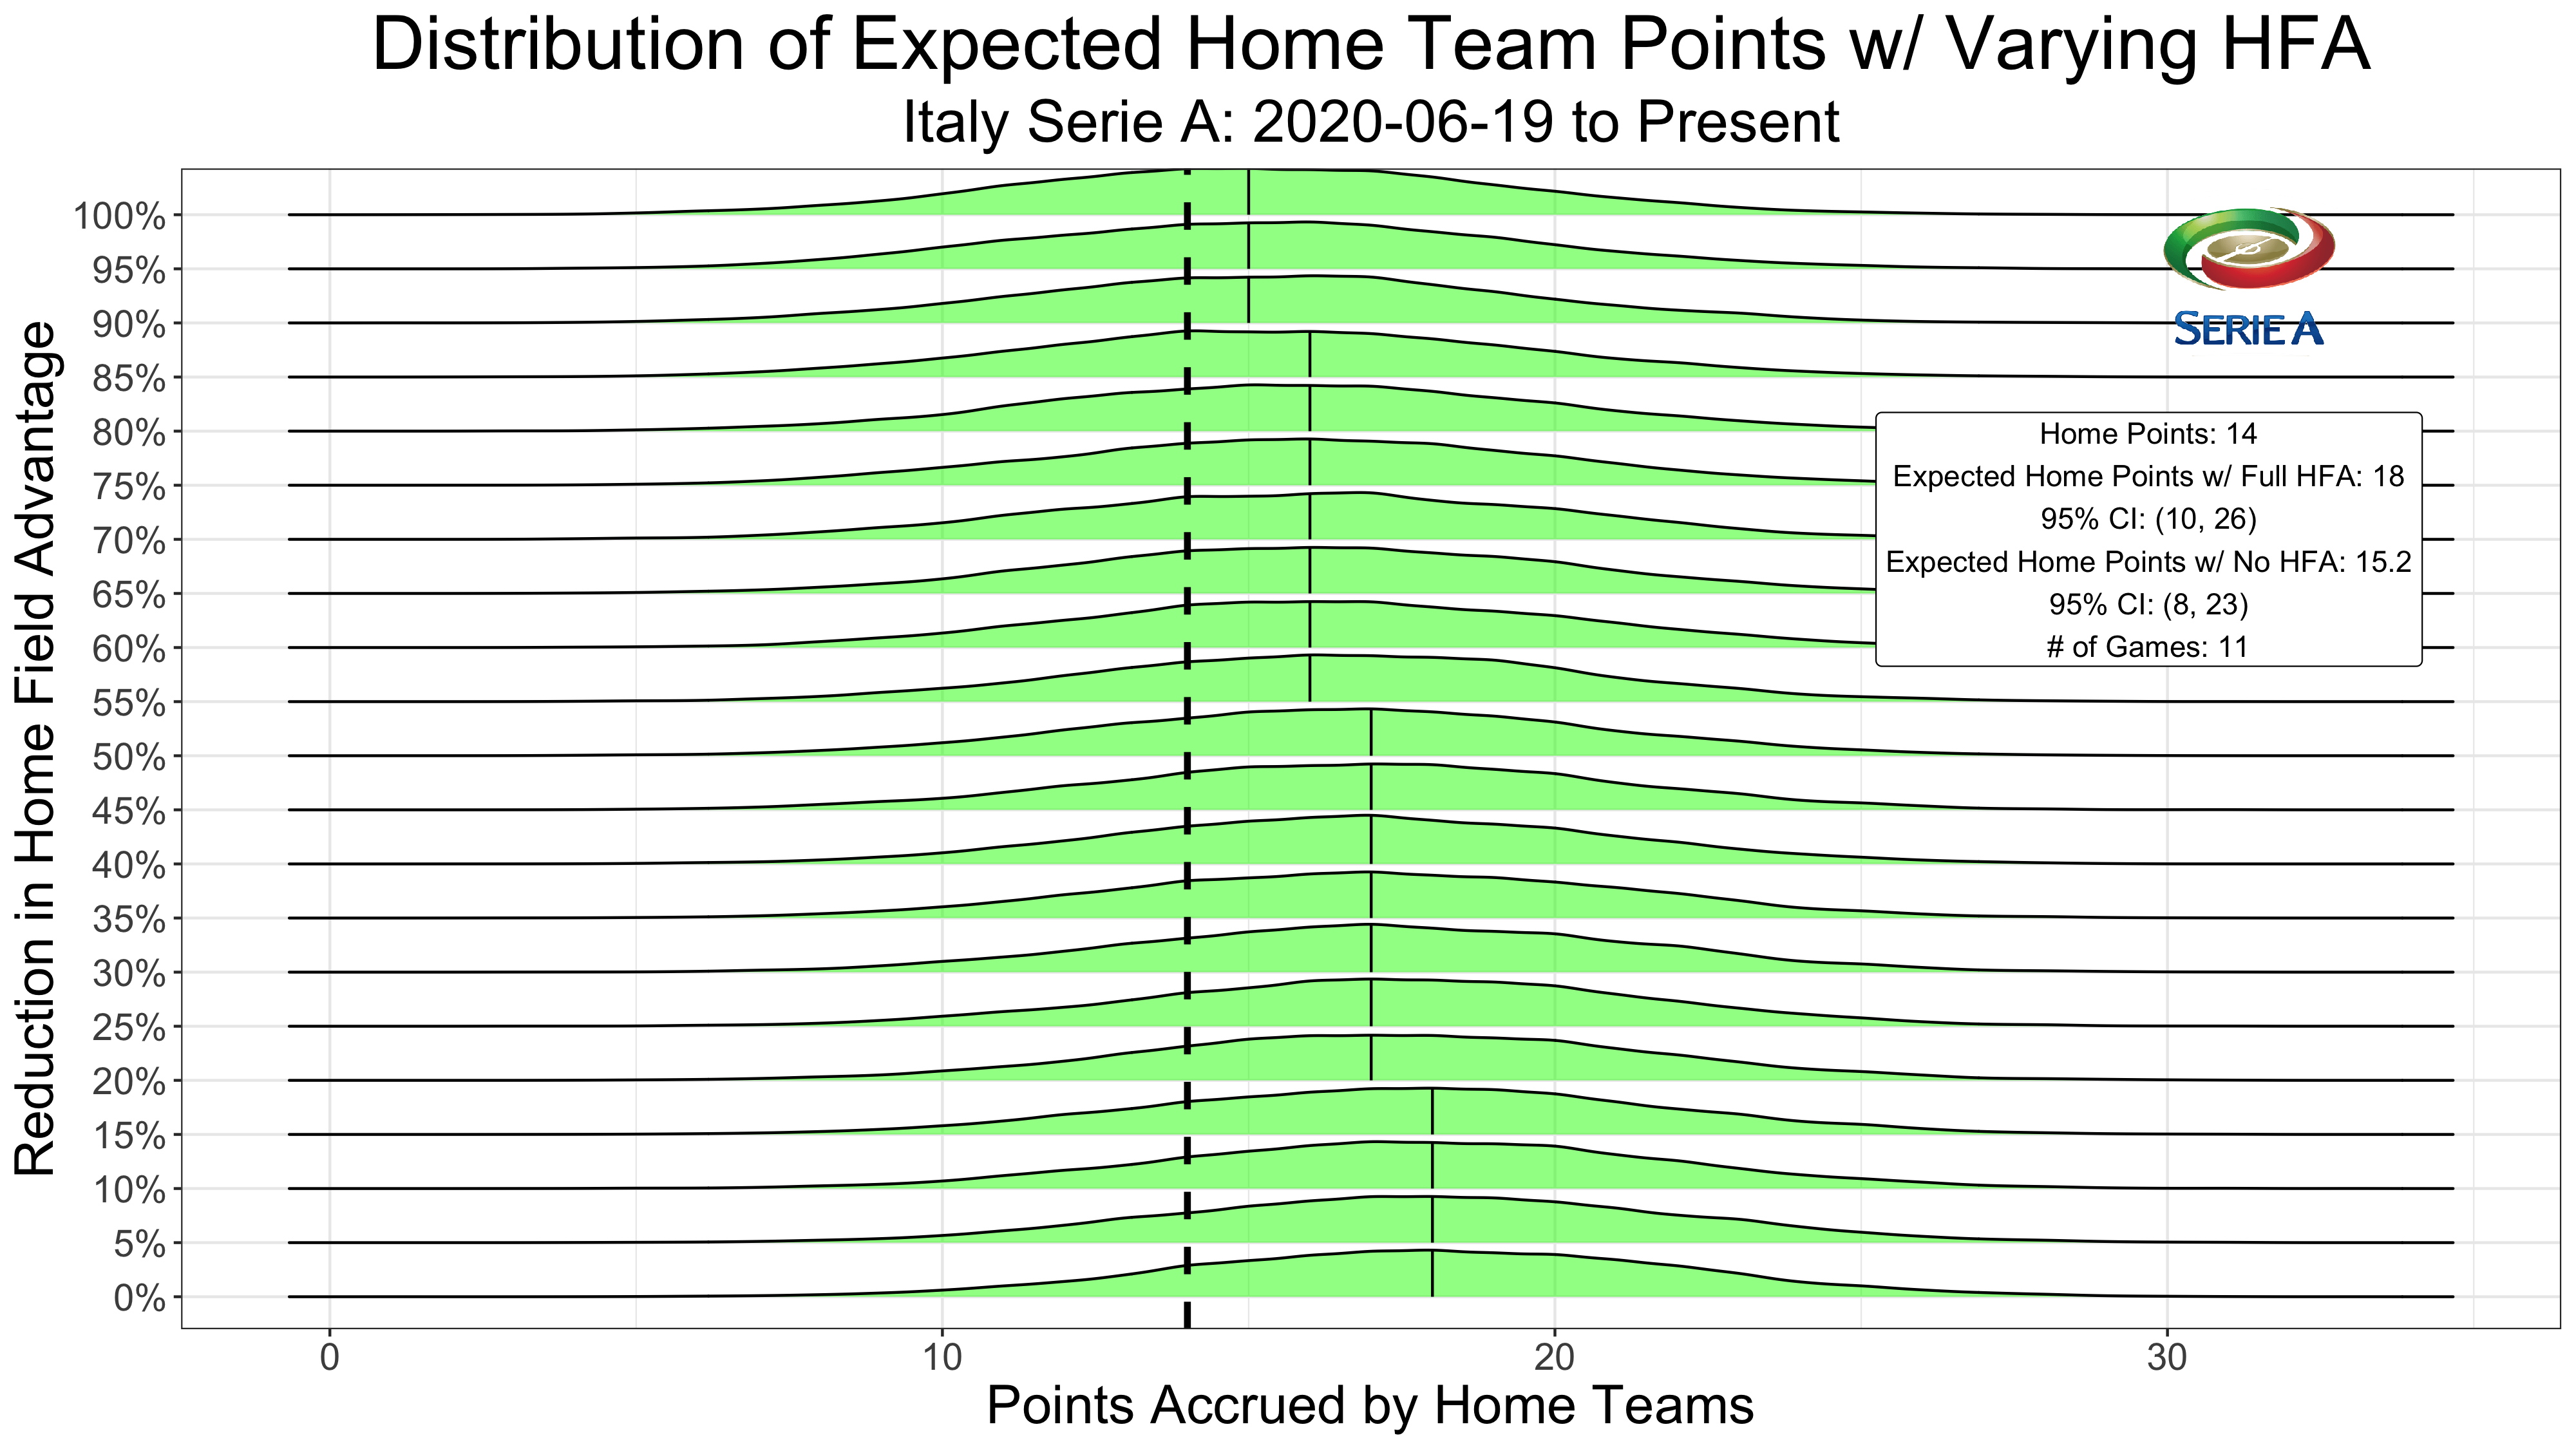 Distribution of Expected Home Team Points w/ Varying HFA
Italy Serie A: 2020-06-19 to Present
Reduction in Home Field Advantage
100%
95%
90%
85%
80%
75%
70%
65%
60%
55%
50%
45%
40%
35%
30%
25%
20%
15%
10%
5%
0%
SERIE A
Home Points: 14
Expected Home Points w/ Full HFA: 18
95% CI: (10, 26)
Expected Home Points w/ No HFA: 15.2
95% CI: (8, 23)
# of Games: 11
0 10 20 30
Points Accrued by Home Teams